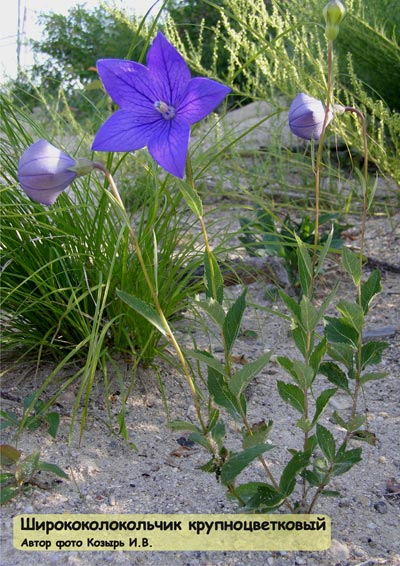 Ширококолокольчик крупноцветковый
Автор фото Козырь И.В.